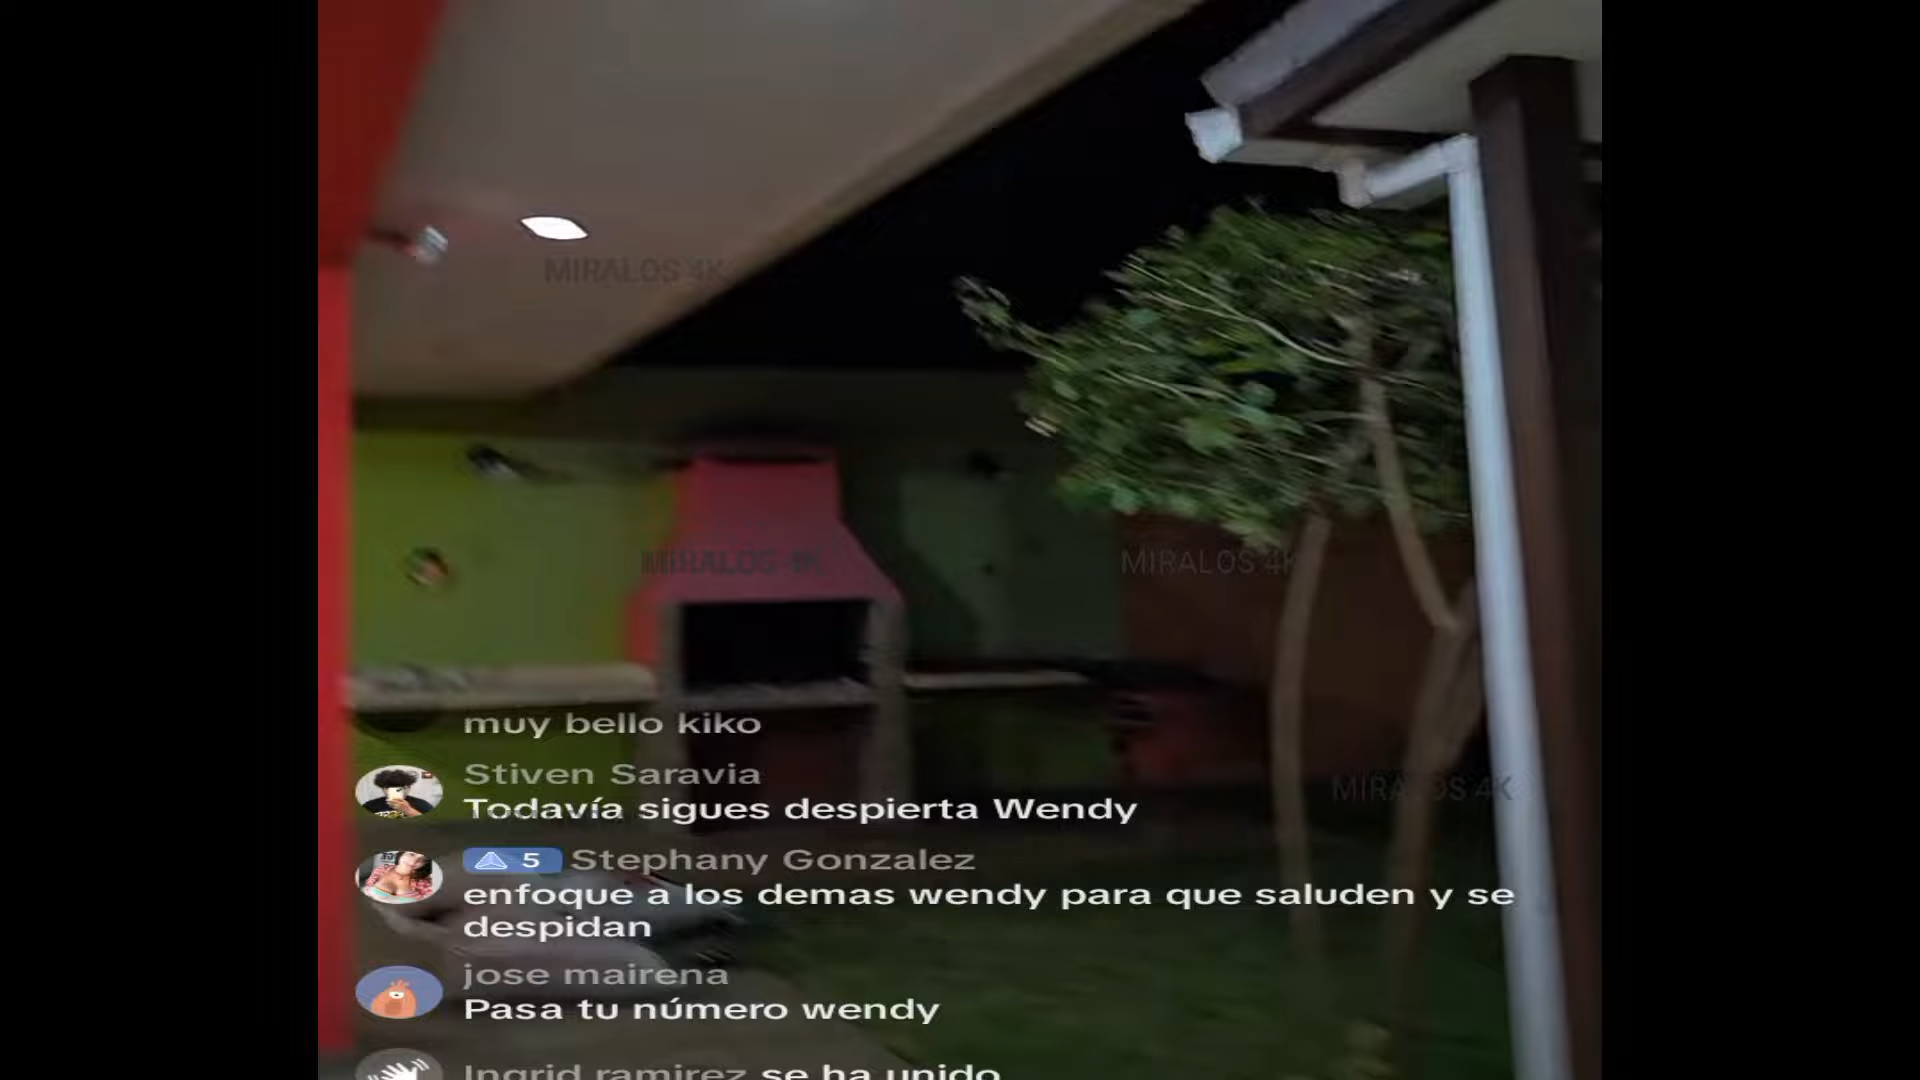 MIRALOS 4K
MIRALOS 4K
MIRALOS 4K
muy bello kiko
Stiven Saravia
Todavía sigues despierta Wendy
MIRALOS 4K
5 Stephany Gonzalez
enfoque a los demas wendy para que saluden y se
despidan
jose mairena
Pasa tu número wendy
Ingrid ramirez se ha unido